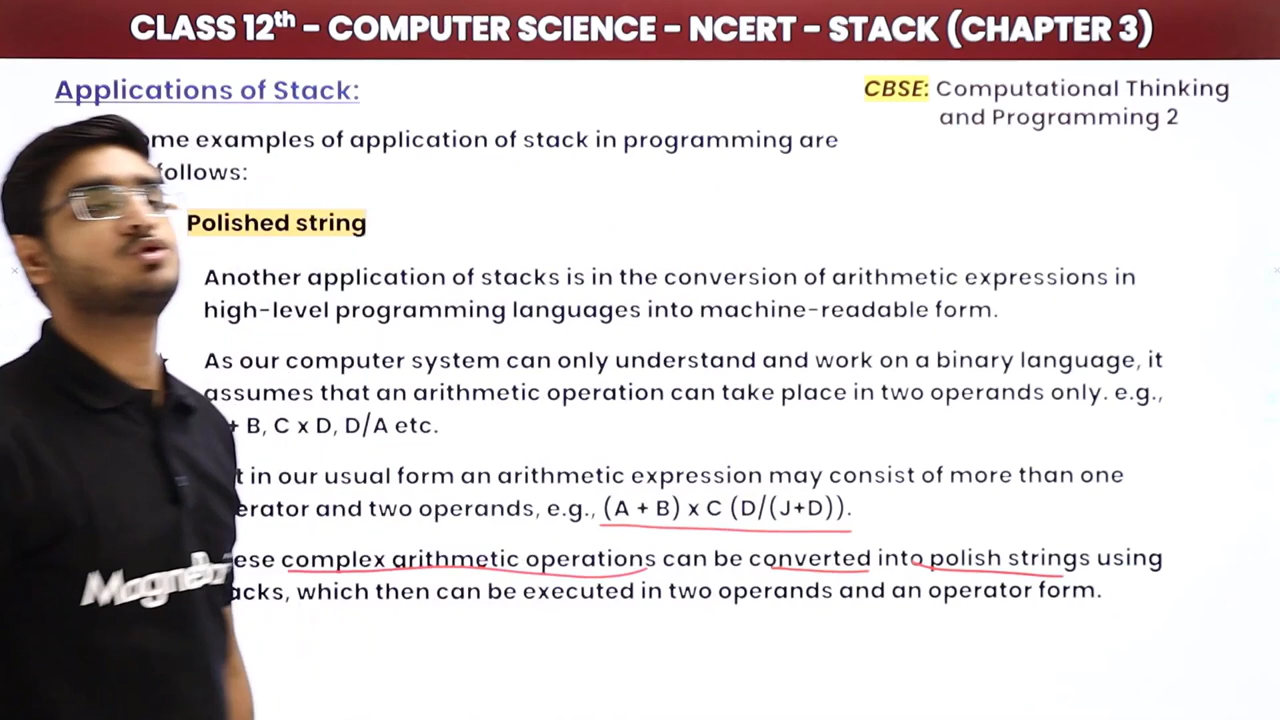 CLASS 12th - COMPUTER SCIENCE - NCERT - STACK (CHAPTER 3)
Applications of Stack:
CBSE: Computational Thinking
and Programming 2
examples of application of stack in programming are
Polished string
Another application of stacks is in the conversion of arithmetic expressions in
high-level programming languages into machine-readable form.
As our computer system can only understand and work on a binary language, it
assumes that an arithmetic operation can take place in two operands only. e.g.,
+ B, C x D, D/A etc.
in our usual form an arithmetic expression may consist of more than one
and two operands, e.g., (A + B) x C (D/(J+D)).
complex arithmetic operations can be converted into polish strings using
which then can be executed in two operands and an operator form.